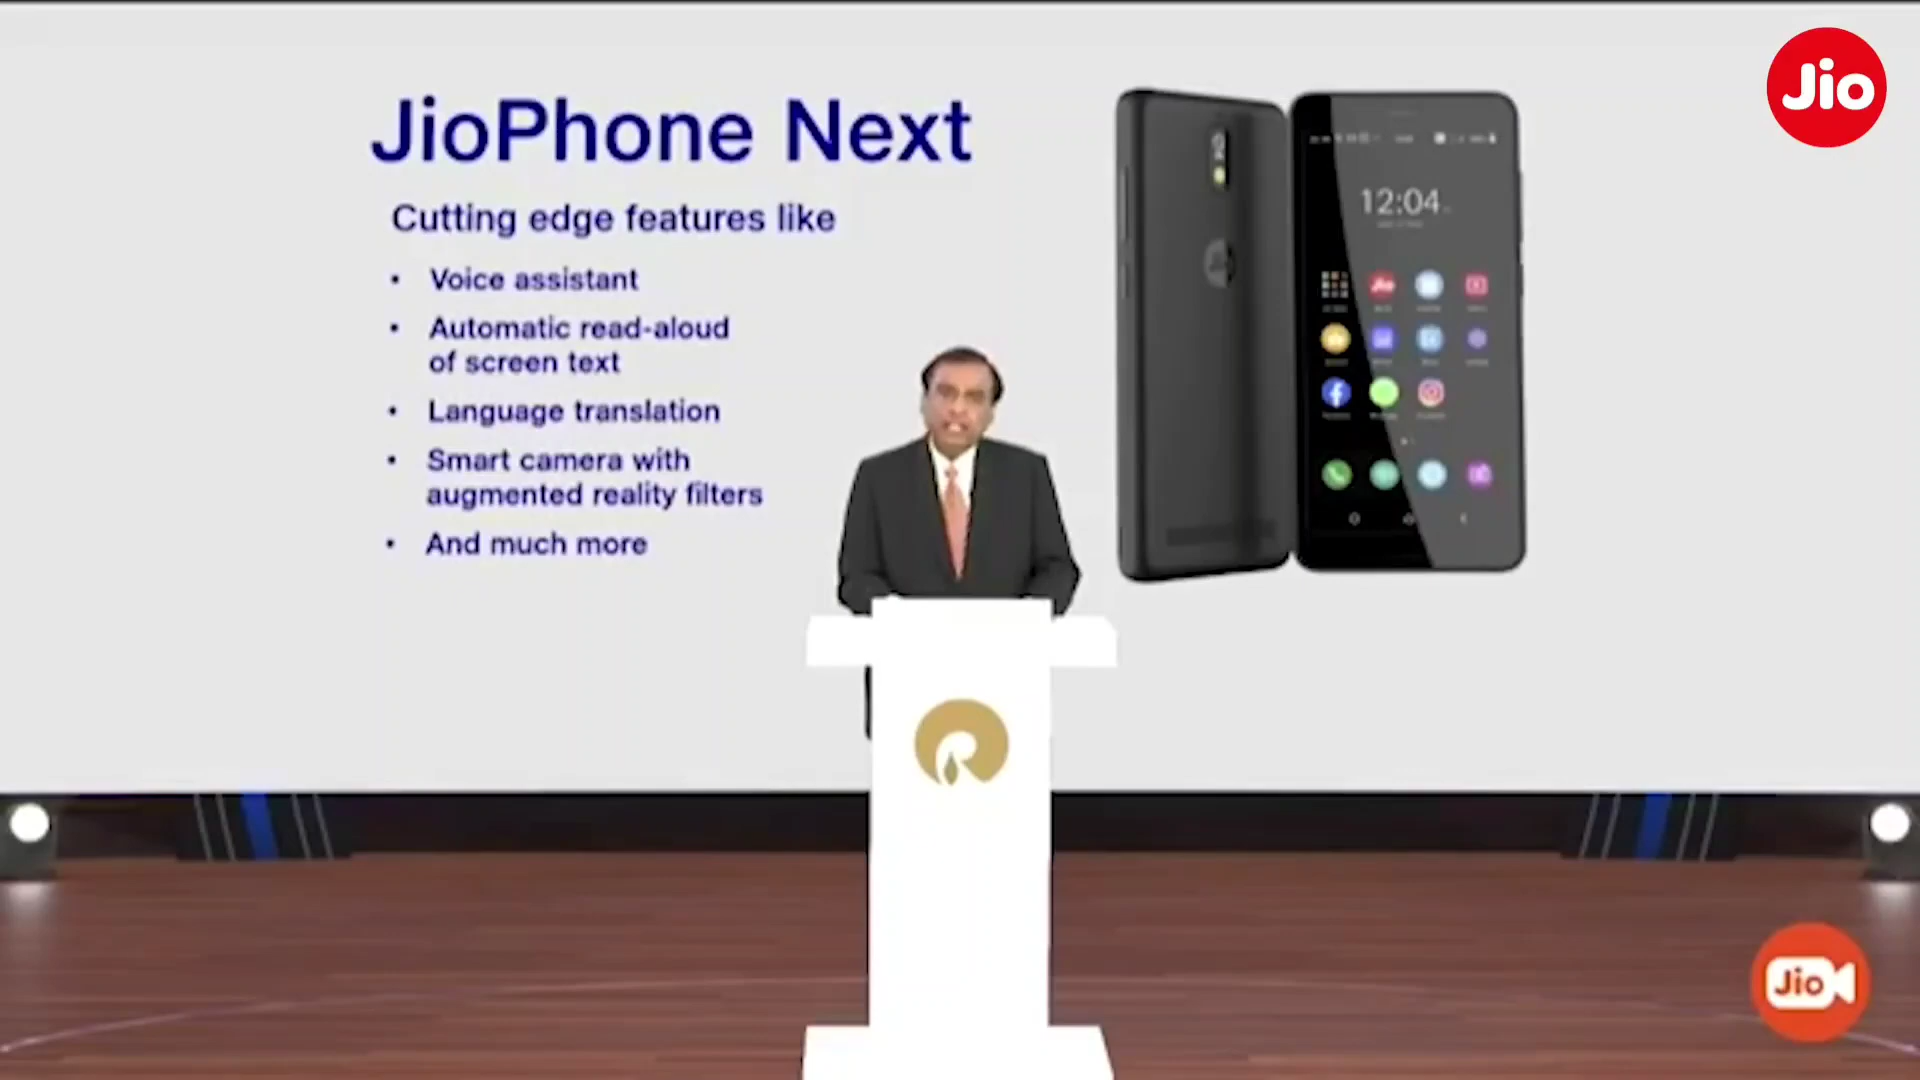 Jio
JioPhone Next
Cutting edge features like
• Voice assistant
• Automatic read-aloud
of screen text
• Language translation
• Smart camera with
augmented reality filters
• And much more
12:04
Jio
Jio